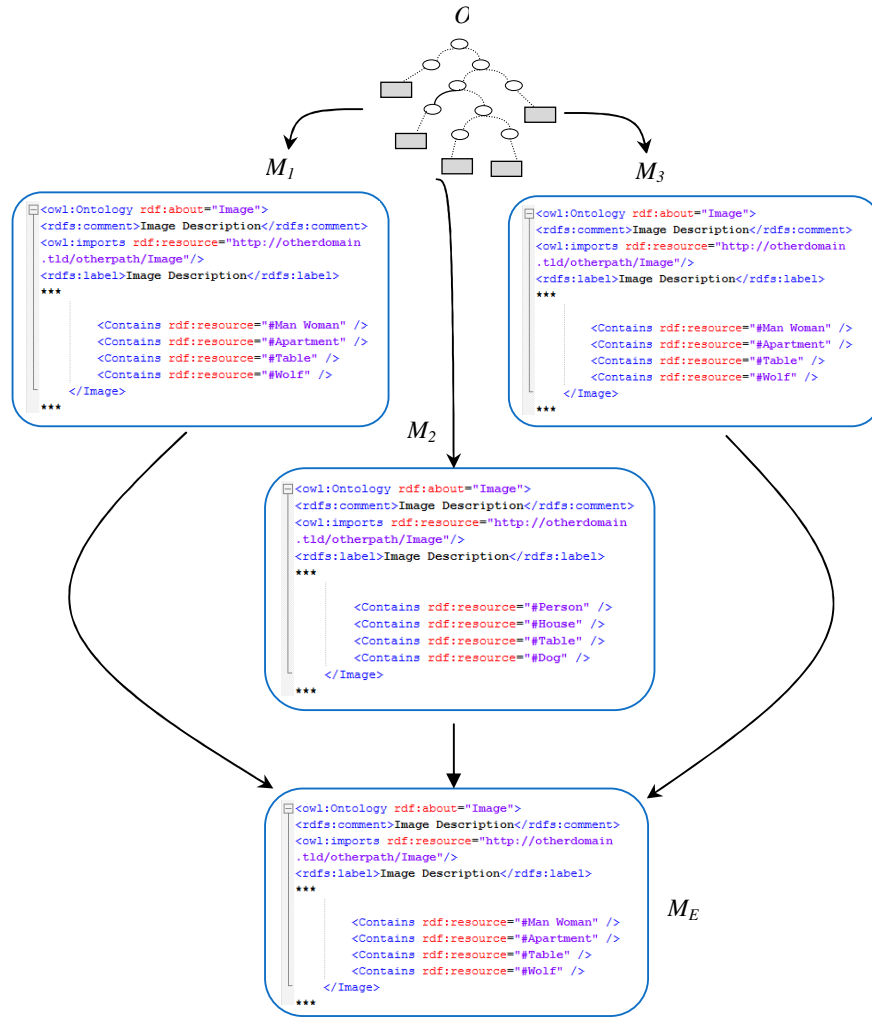 O
M1
<owl:Ontology rdf:about="Image">
<rdfs:comment>Image Description</rdfs:comment>
<owl:imports rdf:resource="http://otherdomain
.tld/otherpath/Image"/>
<rdfs:label>Image Description</rdfs:label>
***
<Contains rdf:resource="#Man Woman" />
<Contains rdf:resource="#Apartment" />
<Contains rdf:resource="#Table" />
<Contains rdf:resource="#Wolf" />
</Image>
***
M3
<owl:Ontology rdf:about="Image">
<rdfs:comment>Image Description</rdfs:comment>
<owl:imports rdf:resource="http://otherdomain
.tld/otherpath/Image"/>
<rdfs:label>Image Description</rdfs:label>
***
<Contains rdf:resource="#Man Woman" />
<Contains rdf:resource="#Apartment" />
<Contains rdf:resource="#Table" />
<Contains rdf:resource="#Wolf" />
</Image>
***
M2
<owl:Ontology rdf:about="Image">
<rdfs:comment>Image Description</rdfs:comment>
<owl:imports rdf:resource="http://otherdomain
.tld/otherpath/Image"/>
<rdfs:label>Image Description</rdfs:label>
***
<Contains rdf:resource="#Person" />
<Contains rdf:resource="#House" />
<Contains rdf:resource="#Table" />
<Contains rdf:resource="#Dog" />
</Image>
***
<owl:Ontology rdf:about="Image">
<rdfs:comment>Image Description</rdfs:comment>
<owl:imports rdf:resource="http://otherdomain
.tld/otherpath/Image"/>
<rdfs:label>Image Description</rdfs:label>
***
<Contains rdf:resource="#Man Woman" />
<Contains rdf:resource="#Apartment" />
<Contains rdf:resource="#Table" />
<Contains rdf:resource="#Wolf" />
</Image>
***
ME